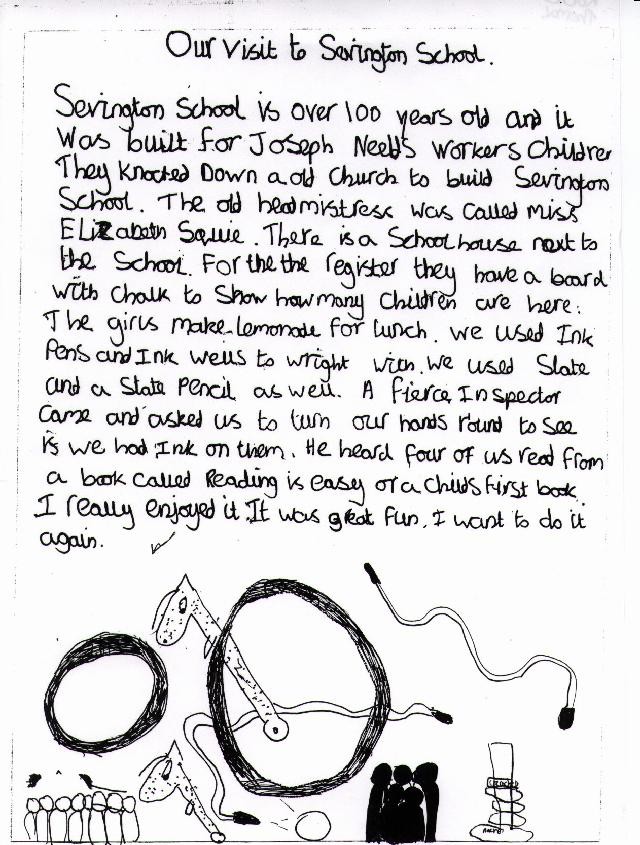 Our Visit to Sevington School.
Sevington School is over 100 years old and it
Was built for Joseph Neeld's workers Children
They knocked Down a old Church to build Sevington
School. The old headmistress was called Miss
Elizabeth Squire. There is a School house next to
the School. For the the register they have a board
with chalk to Show how many Children are here.
The girls make lemonade for lunch. we used Ink
Pens and Ink wells to wright with. we used Slate
and a Slate Pencil as well. A fierce Inspector
Came and asked us to turn our hands round to See
is we had Ink on them. He heard four of us read from
a book called Reading is easy or a childs first book.
I really enjoyed it. It was great Fun. I want to do it
again.